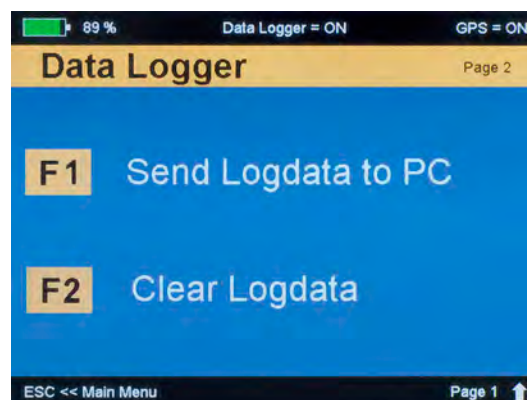 89 % Data Logger = ON GPS = ON
Data Logger Page 2
F1 Send Logdata to PC
F2 Clear Logdata
ESC << Main Menu Page 1